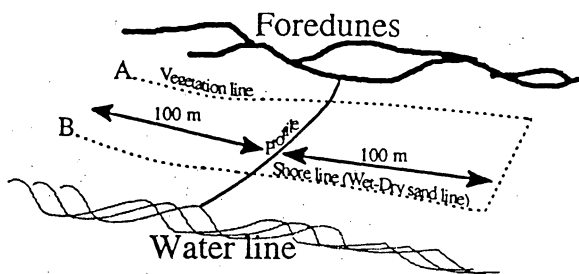 Foredunes
A
Vegetation line
100 m
Profile
B
100 m
Shore line (Wet-Dry sand line)
Water line